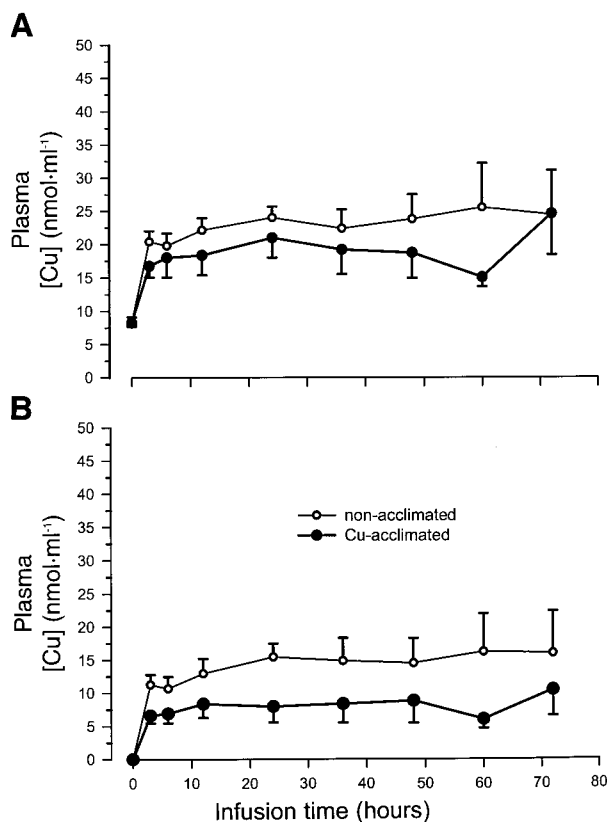 A
50
45
40
35
30
25
20
15
10
5
0
Plasma
[Cu] (nmol·ml⁻¹)
B
50
45
40
35
30
25
20
15
10
5
0
Plasma
[Cu] (nmol·ml⁻¹)
non-acclimated
Cu-acclimated
0 10 20 30 40 50 60 70 80
Infusion time (hours)